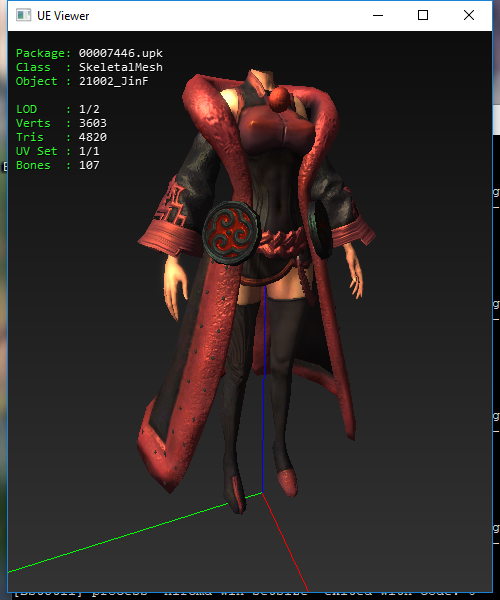 UE Viewer
Package: 00007446.upk
Class : SkeletalMesh
Object : 21002_JinF
LOD : 1/2
Verts : 3603
Tris : 4820
UV Set : 1/1
Bones : 107